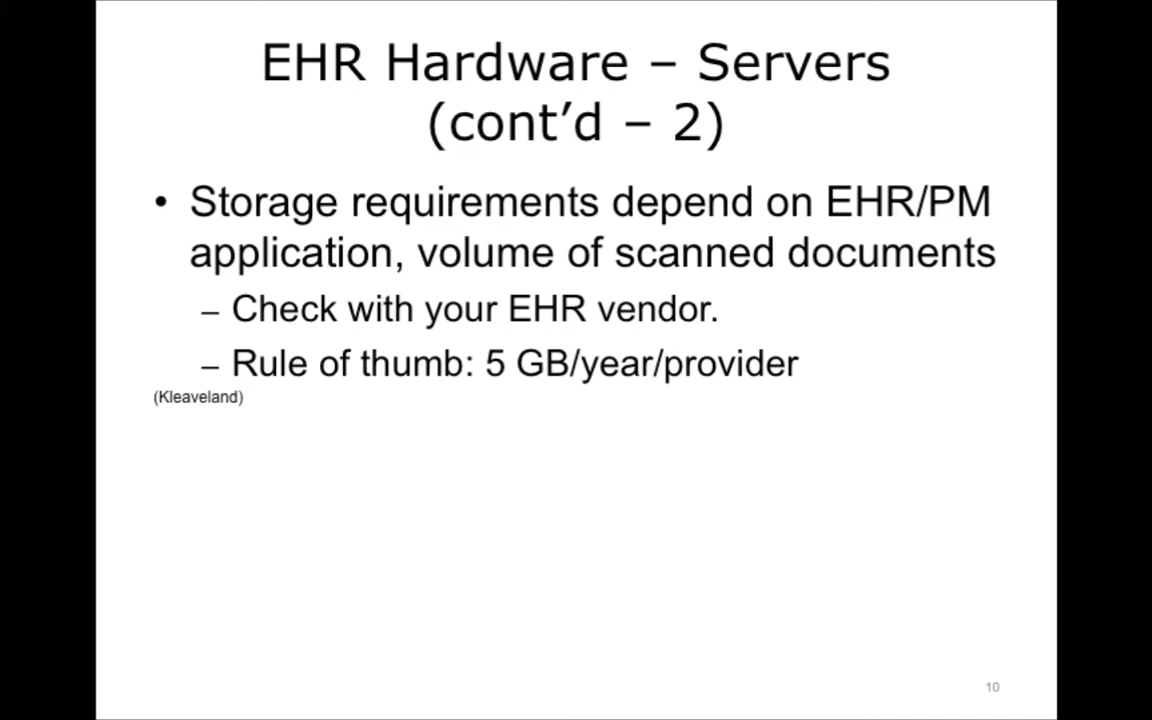 EHR Hardware – Servers
(cont’d – 2)
• Storage requirements depend on EHR/PM
application, volume of scanned documents
– Check with your EHR vendor.
– Rule of thumb: 5 GB/year/provider
(Kleaveland)
10